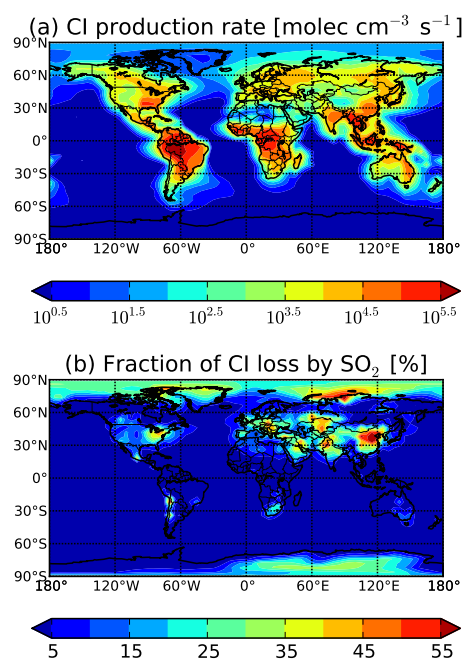 (a) CI production rate [molec cm⁻³ s⁻¹]
90°N
60°N
30°N
0°
30°S
60°S
90°S
180° 120°W 60°W 0° 60°E 120°E 180°
10^0.5 10^1.5 10^2.5 10^3.5 10^4.5 10^5.5
(b) Fraction of CI loss by SO₂ [%]
90°N
60°N
30°N
0°
30°S
60°S
90°S
180° 120°W 60°W 0° 60°E 120°E 180°
5 15 25 35 45 55